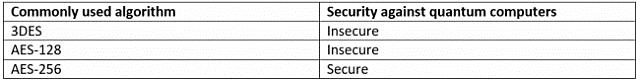 Commonly used algorithm Security against quantum computers
3DES Insecure
AES-128 Insecure
AES-256 Secure